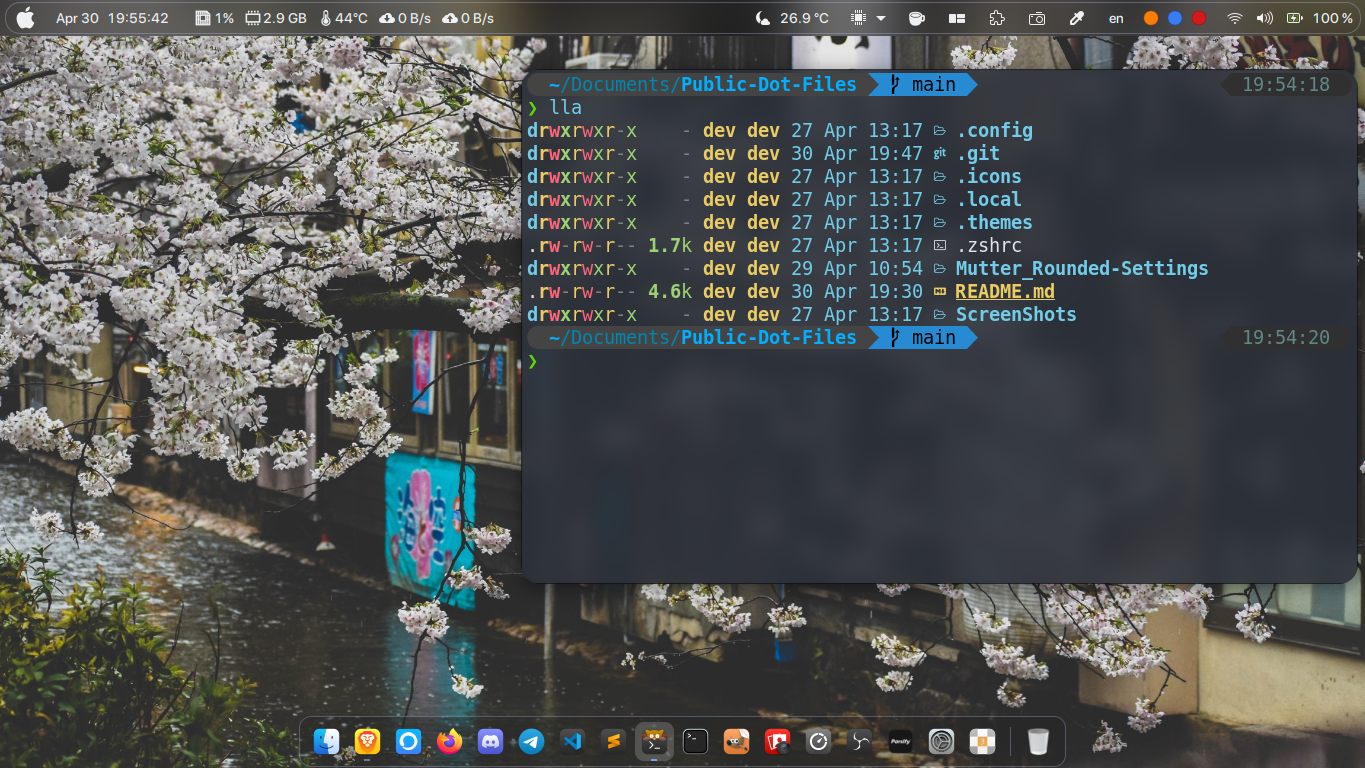 Apr 30 19:55:42 1% 2.9 GB 44°C 0 B/s 0 B/s 26.9 °C en 100 %
~/Documents/Public-Dot-Files main 19:54:18
❯ lla
drwxrwxr-x - dev dev 27 Apr 13:17 .config
drwxrwxr-x - dev dev 30 Apr 19:47 git .git
drwxrwxr-x - dev dev 27 Apr 13:17 .icons
drwxrwxr-x - dev dev 27 Apr 13:17 .local
drwxrwxr-x - dev dev 27 Apr 13:17 .themes
.rw-rw-r-- 1.7k dev dev 27 Apr 13:17 .zshrc
drwxrwxr-x - dev dev 29 Apr 10:54 Mutter_Rounded-Settings
.rw-rw-r-- 4.6k dev dev 30 Apr 19:30 README.md
drwxrwxr-x - dev dev 27 Apr 13:17 ScreenShots
~/Documents/Public-Dot-Files main 19:54:20
❯
Parsify